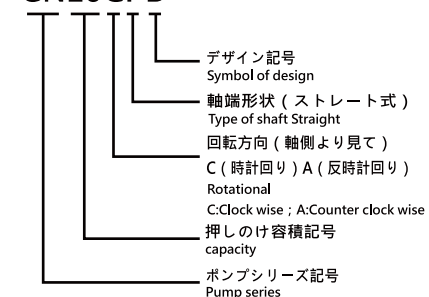 デザイン記号
Symbol of design
軸端形状 ( ストレート式 )
Type of shaft Straight
回転方向 ( 軸側より見て )
C ( 時計回り ) A ( 反時計回り )
Rotational
C:Clock wise ; A:Counter clock wise
押しのけ容積記号
capacity
ポンプシリーズ記号
Pump series